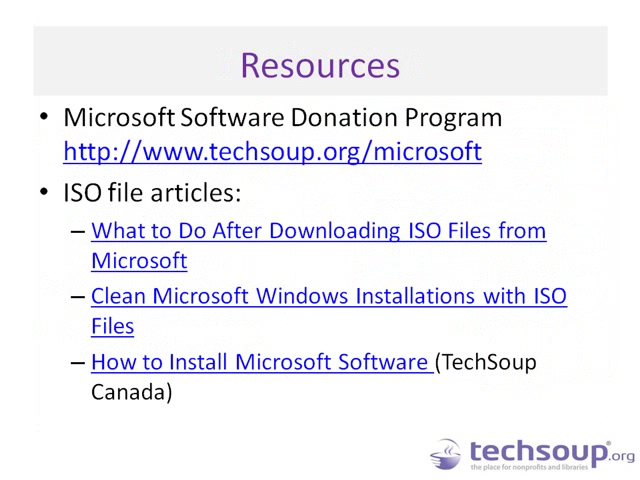 Resources
• Microsoft Software Donation Program
http://www.techsoup.org/microsoft
• ISO file articles:
– What to Do After Downloading ISO Files from
Microsoft
– Clean Microsoft Windows Installations with ISO
Files
– How to Install Microsoft Software (TechSoup
Canada)
techsoup®.org
the place for nonprofits and libraries